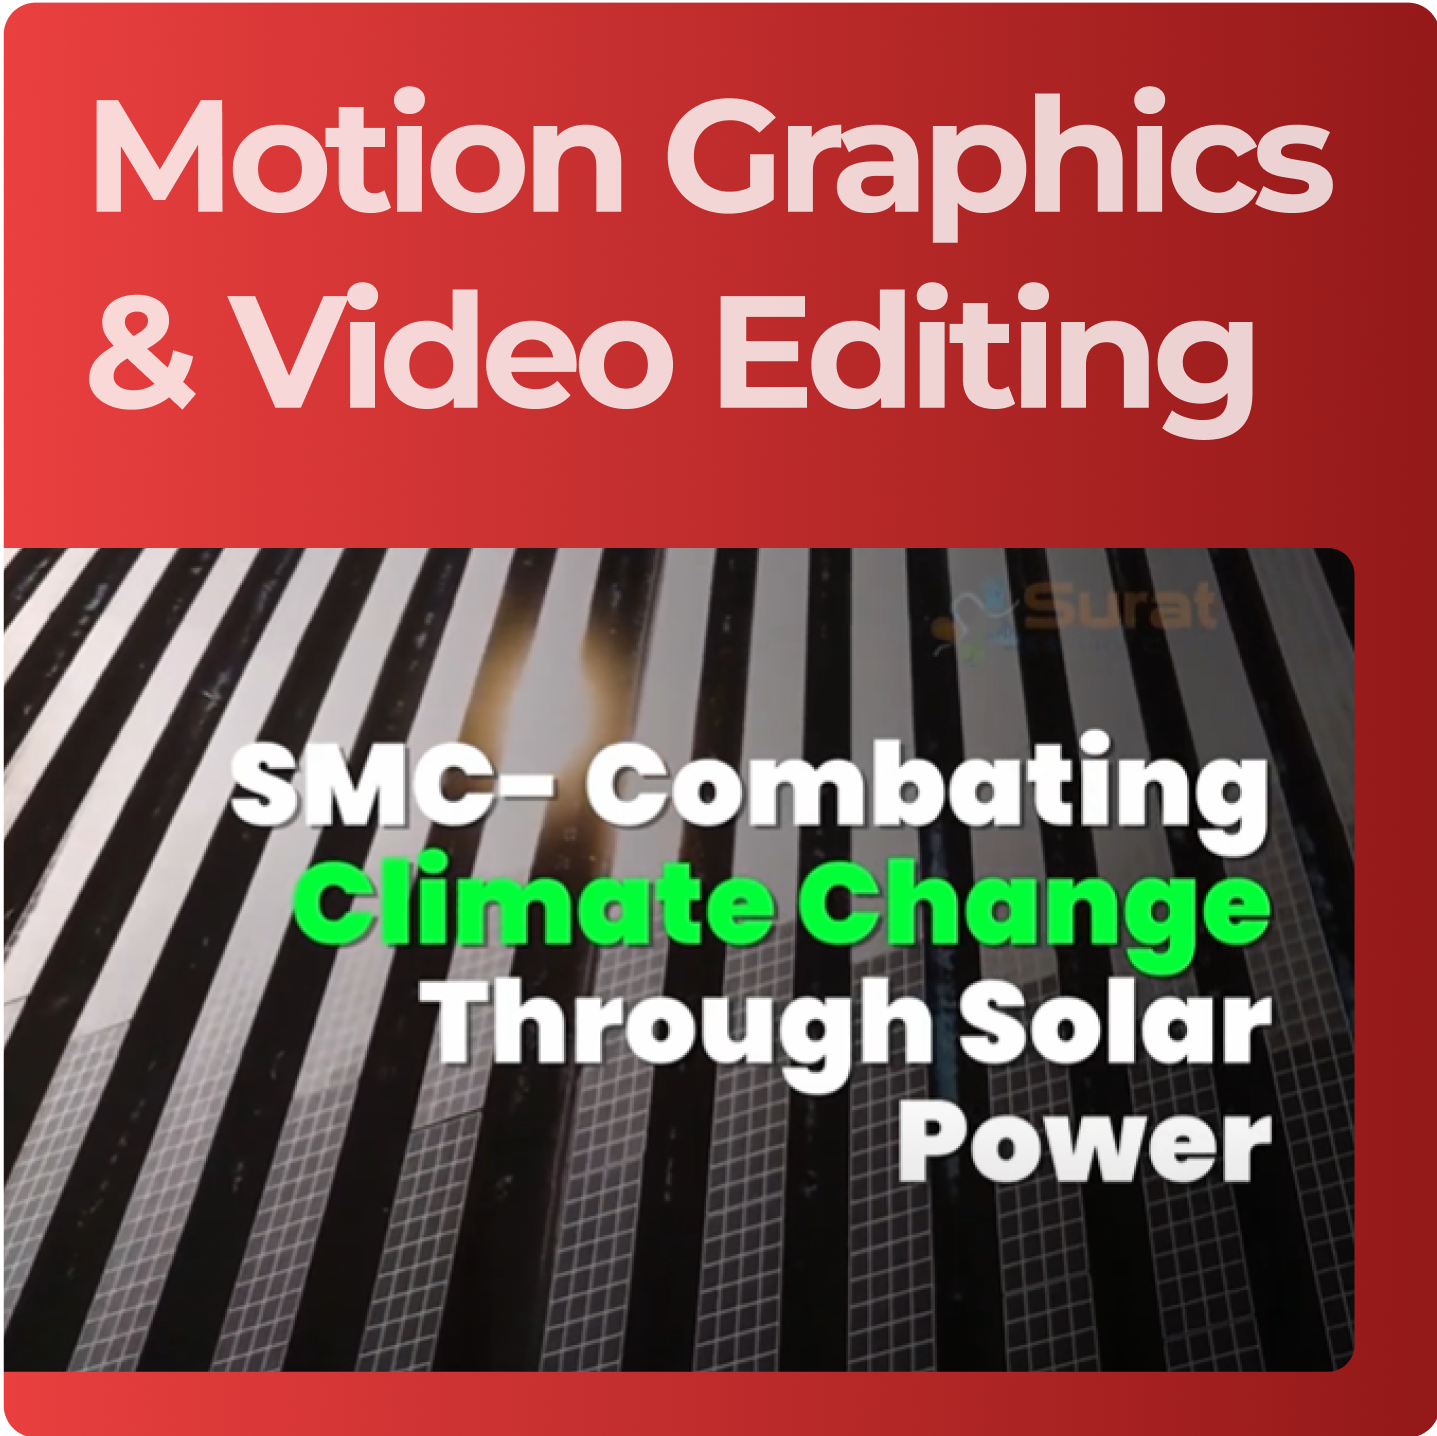 Motion Graphics
& Video Editing
Surat
SMC- Combating
Climate Change
Through Solar
Power